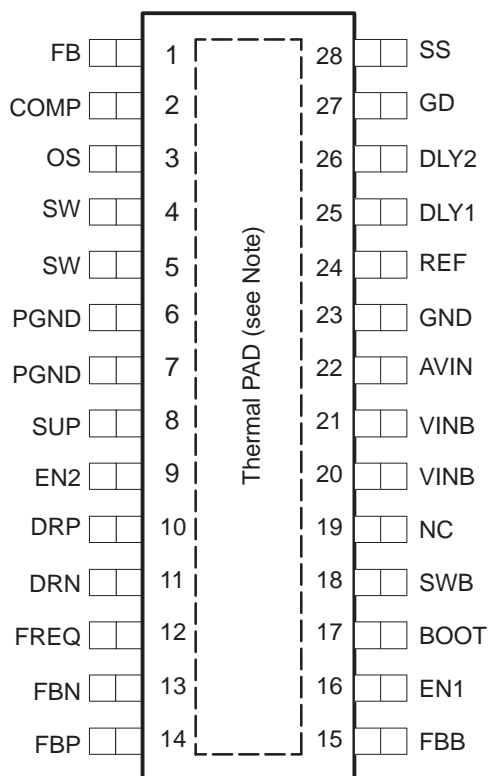 FB 1 28 SS
COMP 2 27 GD
OS 3 26 DLY2
SW 4 25 DLY1
SW 5 24 REF
PGND 6 23 GND
PGND 7 22 AVIN
SUP 8 21 VINB
EN2 9 20 VINB
DRP 10 19 NC
DRN 11 18 SWB
FREQ 12 17 BOOT
FBN 13 16 EN1
FBP 14 15 FBB
Thermal PAD (see Note)